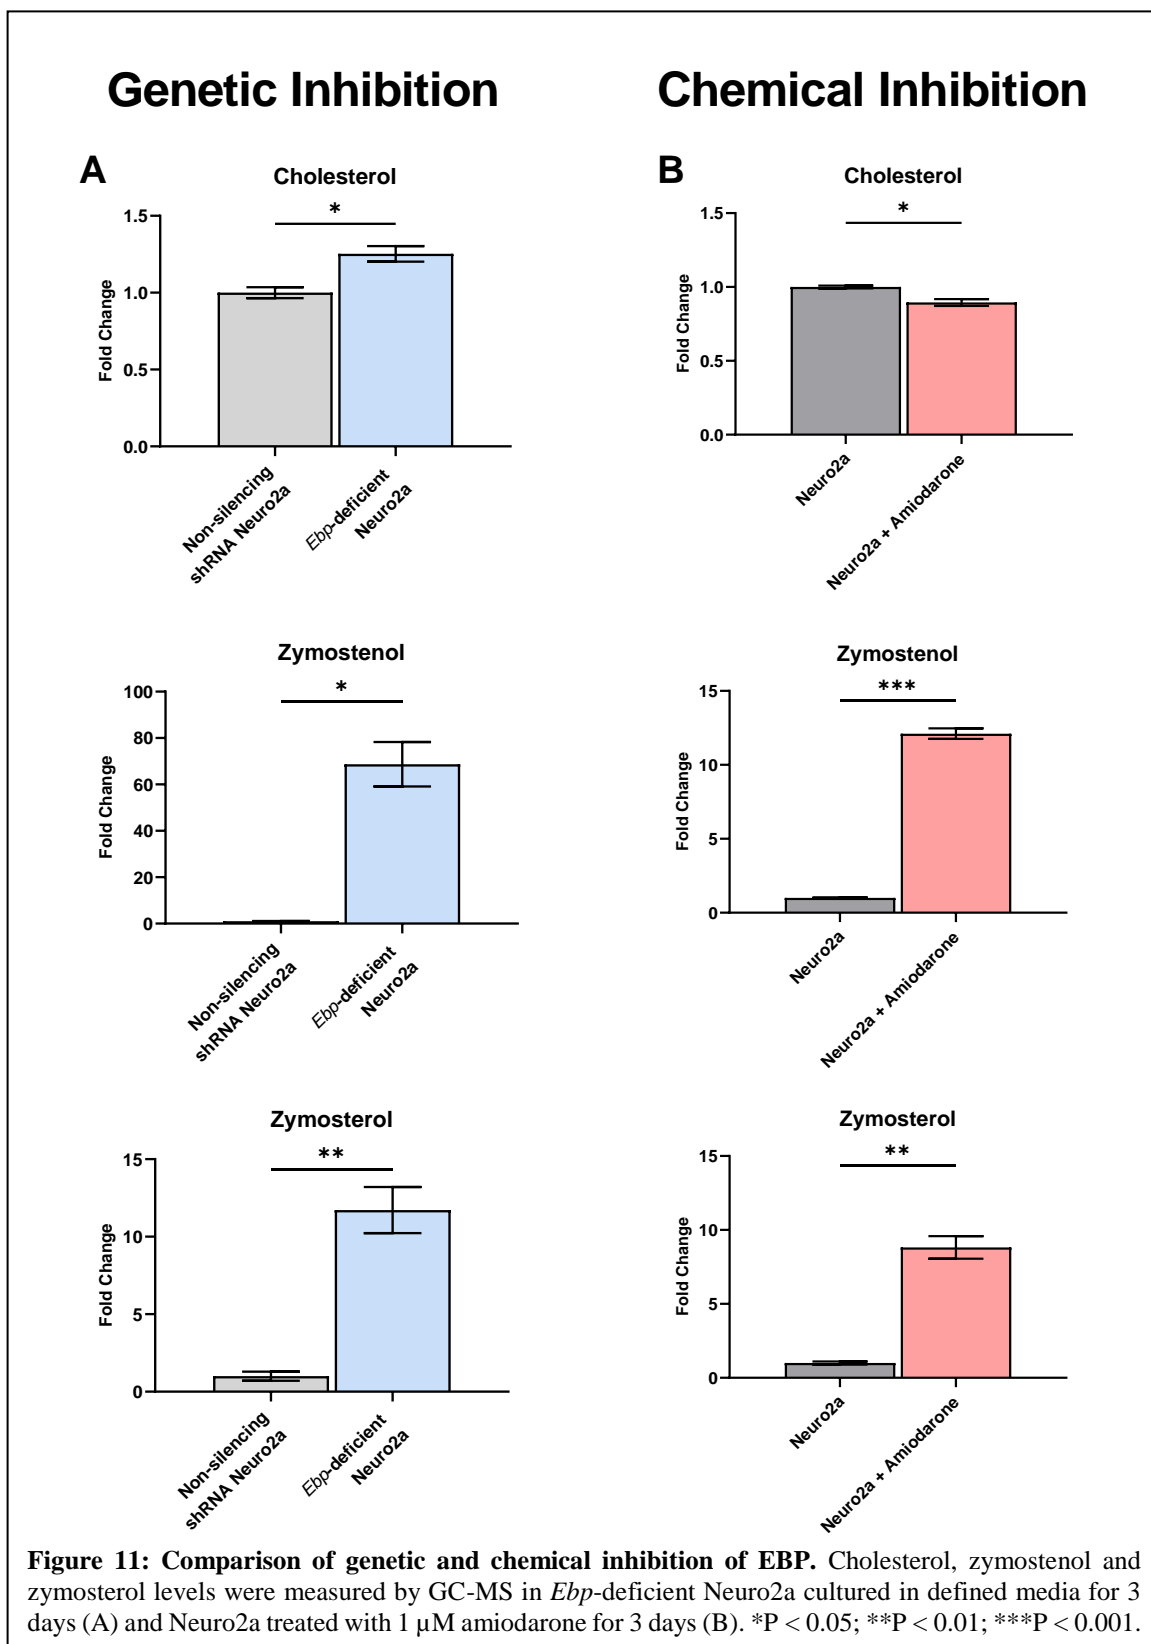 Genetic Inhibition
Chemical Inhibition
A
Cholesterol
*
1.5
1.0
0.5
0.0
Fold Change
Non-silencing
shRNA Neuro2a
Ebp-deficient
Neuro2a
B
Cholesterol
*
1.5
1.0
0.5
0.0
Fold Change
Neuro2a
Neuro2a + Amiodarone
Zymostenol
*
100
80
60
40
20
0
Fold Change
Non-silencing
shRNA Neuro2a
Ebp-deficient
Neuro2a
Zymostenol
***
15
10
5
0
Fold Change
Neuro2a
Neuro2a + Amiodarone
Zymosterol
**
15
10
5
0
Fold Change
Non-silencing
shRNA Neuro2a
Ebp-deficient
Neuro2a
Zymosterol
**
15
10
5
0
Fold Change
Neuro2a
Neuro2a + Amiodarone
Figure 11: Comparison of genetic and chemical inhibition of EBP. Cholesterol, zymostenol and
zymosterol levels were measured by GC-MS in Ebp-deficient Neuro2a cultured in defined media for 3
days (A) and Neuro2a treated with 1 µM amiodarone for 3 days (B). *P < 0.05; **P < 0.01; ***P < 0.001.